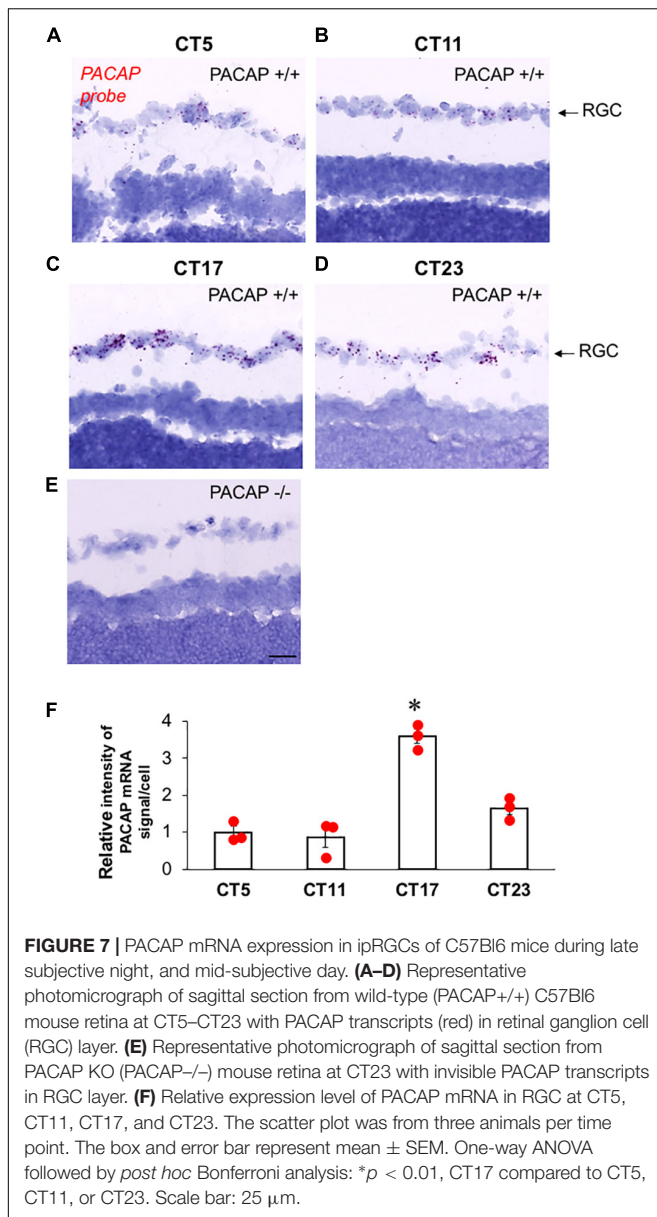 A
CT5
B
CT11
PACAP probe
PACAP +/+
PACAP +/+
RGC
C
CT17
D
CT23
PACAP +/+
PACAP +/+
RGC
E
PACAP -/-
F
Relative intensity of
PACAP mRNA
signal/cell
4
3
2
1
0
*
CT5 CT11 CT17 CT23
FIGURE 7 | PACAP mRNA expression in ipRGCs of C57Bl6 mice during late
subjective night, and mid-subjective day. (A–D) Representative
photomicrograph of sagittal section from wild-type (PACAP+/+) C57Bl6
mouse retina at CT5–CT23 with PACAP transcripts (red) in retinal ganglion cell
(RGC) layer. (E) Representative photomicrograph of sagittal section from
PACAP KO (PACAP–/–) mouse retina at CT23 with invisible PACAP transcripts
in RGC layer. (F) Relative expression level of PACAP mRNA in RGC at CT5,
CT11, CT17, and CT23. The scatter plot was from three animals per time
point. The box and error bar represent mean ± SEM. One-way ANOVA
followed by post hoc Bonferroni analysis: *p < 0.01, CT17 compared to CT5,
CT11, or CT23. Scale bar: 25 μm.